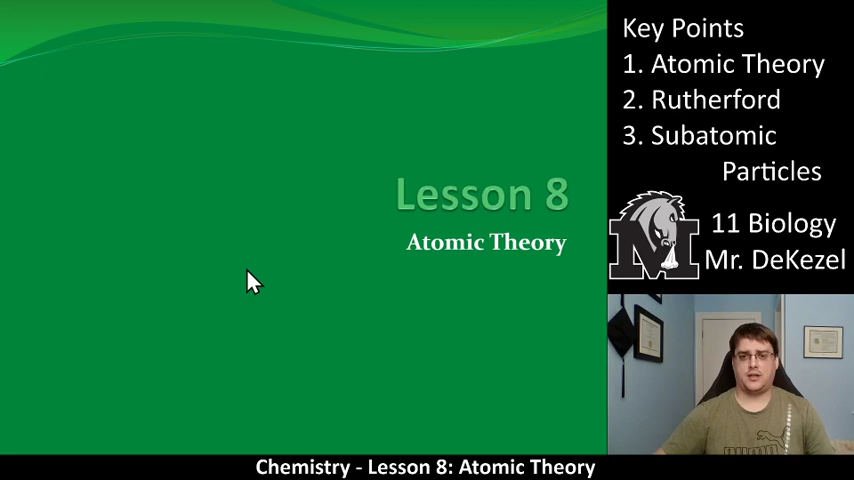 Lesson 8
Atomic Theory
Key Points
1. Atomic Theory
2. Rutherford
3. Subatomic
Particles
M
11 Biology
Mr. DeKezel
PUMA
Chemistry - Lesson 8: Atomic Theory